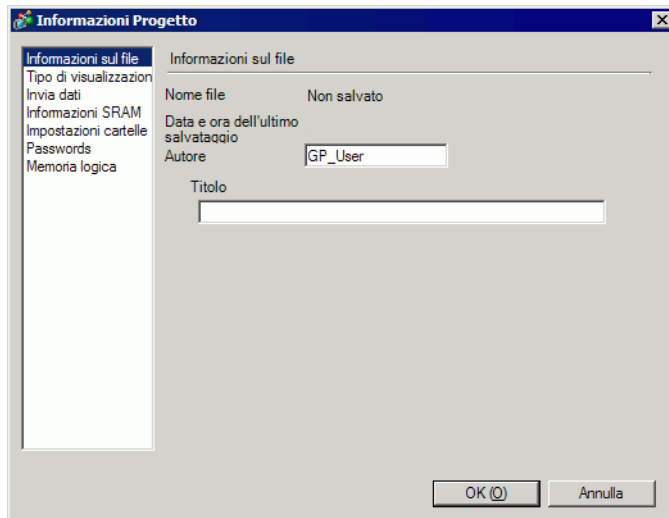 Informazioni Progetto
Informazioni sul file
Tipo di visualizzazion
Invia dati
Informazioni SRAM
Impostazioni cartelle
Passwords
Memoria logica
Informazioni sul file
Nome file Non salvato
Data e ora dell'ultimo
salvataggio
Autore GP_User
Titolo
OK (O) Annulla